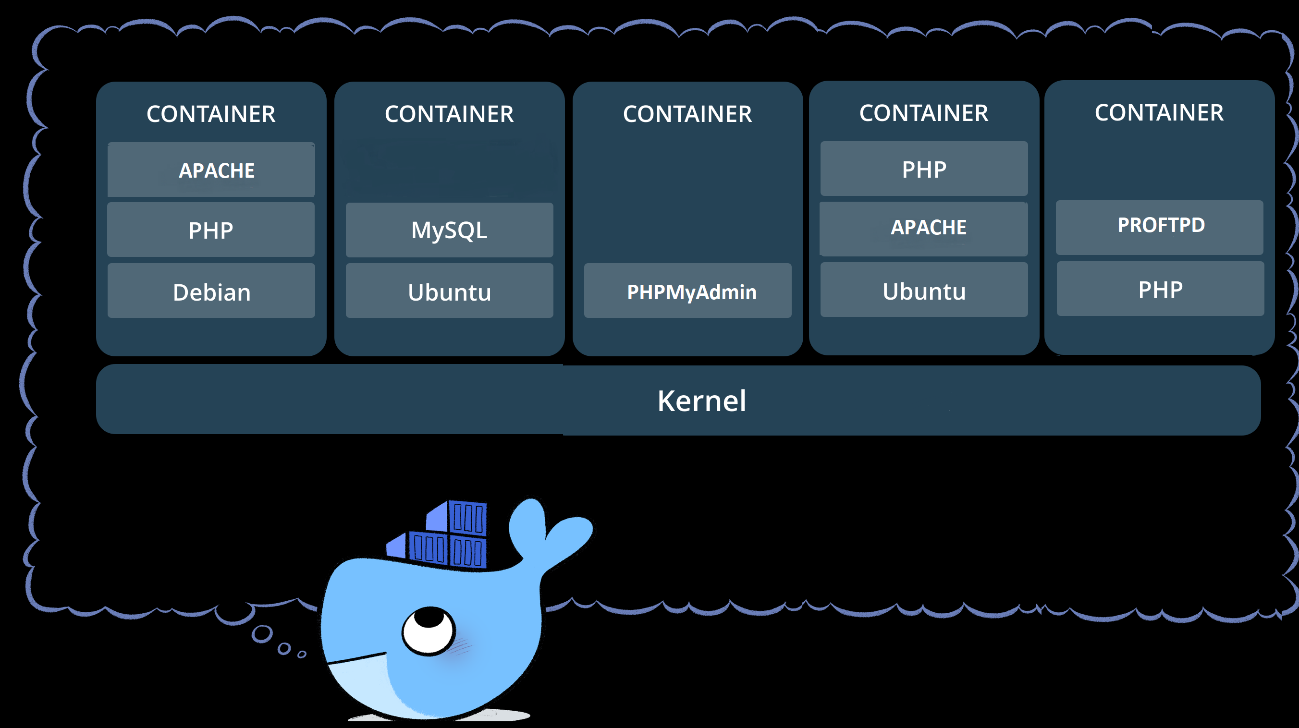 CONTAINER
APACHE
PHP
Debian
CONTAINER
MySQL
Ubuntu
CONTAINER
PHPMyAdmin
CONTAINER
PHP
APACHE
Ubuntu
CONTAINER
PROFTPD
PHP
Kernel